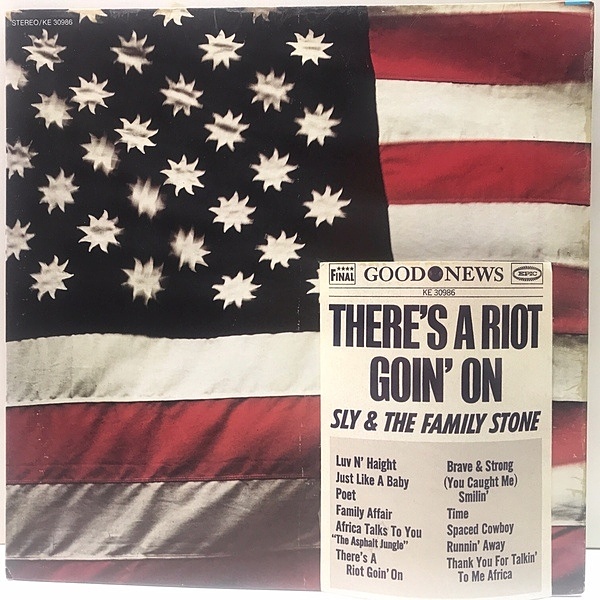 STEREO/KE 30986
FINAL GOOD NEWS EPIC
KE 30986
THERE'S A RIOT
GOIN' ON
SLY & THE FAMILY STONE
Luv N' Haight
Just Like A Baby
Poet
Family Affair
Africa Talks To You
"The Asphalt Jungle"
There's A
Riot Goin' On
Brave & Strong
(You Caught Me)
Smilin'
Time
Spaced Cowboy
Runnin' Away
Thank You For Talkin'
To Me Africa